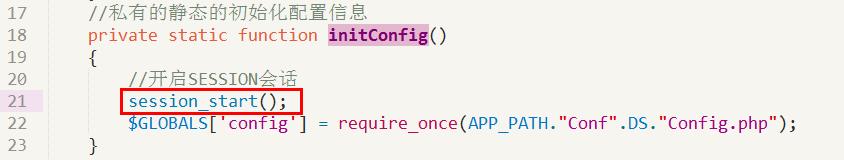 17 //私有的静态的初始化配置信息
18 private static function initConfig()
19 {
20 //开启SESSION会话
21 session_start();
22 $GLOBALS['config'] = require_once(APP_PATH."Conf".DS."Config.php");
23 }